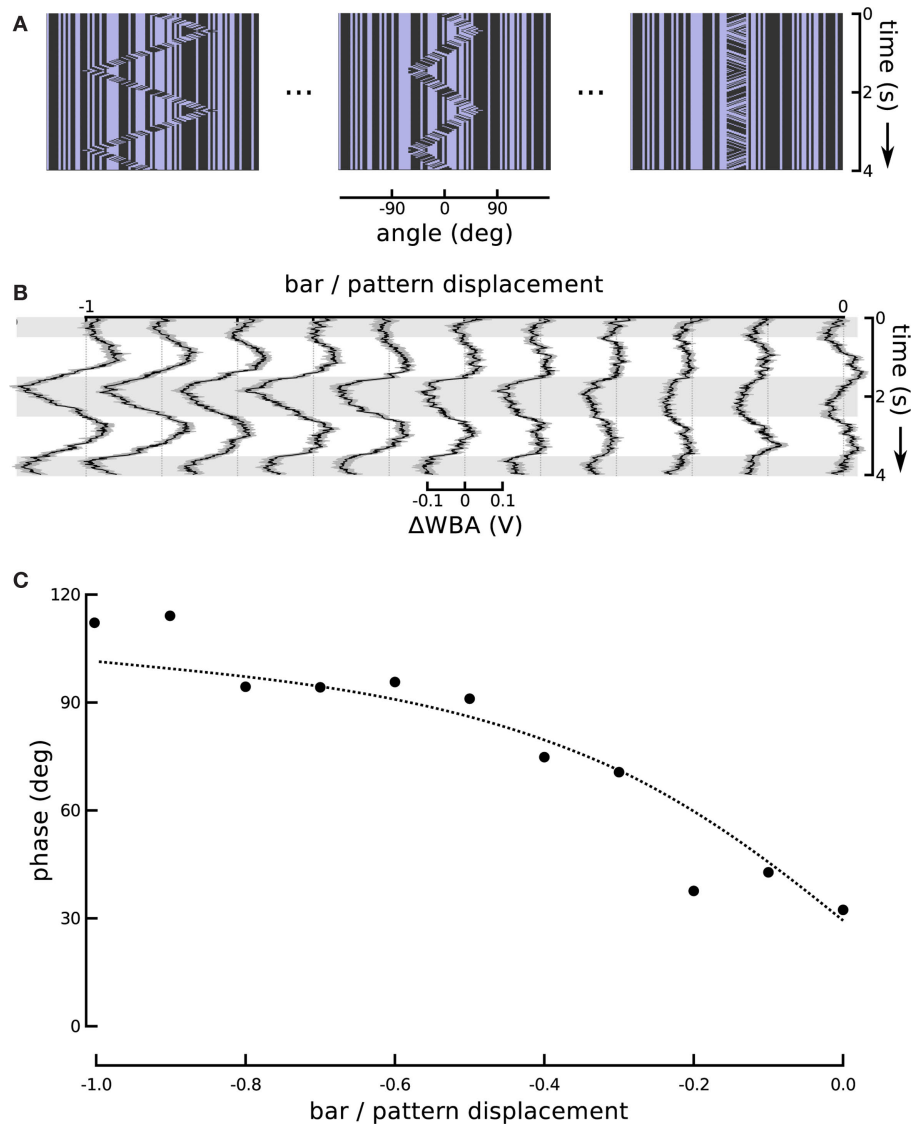 A
0
2
4
time (s)
...
...
-90 0 90
angle (deg)
B
bar / pattern displacement
-1 0
0
2
4
time (s)
-0.1 0 0.1
ΔWBA (V)
C
120
90
60
30
0
phase (deg)
-1.0 -0.8 -0.6 -0.4 -0.2 0.0
bar / pattern displacement